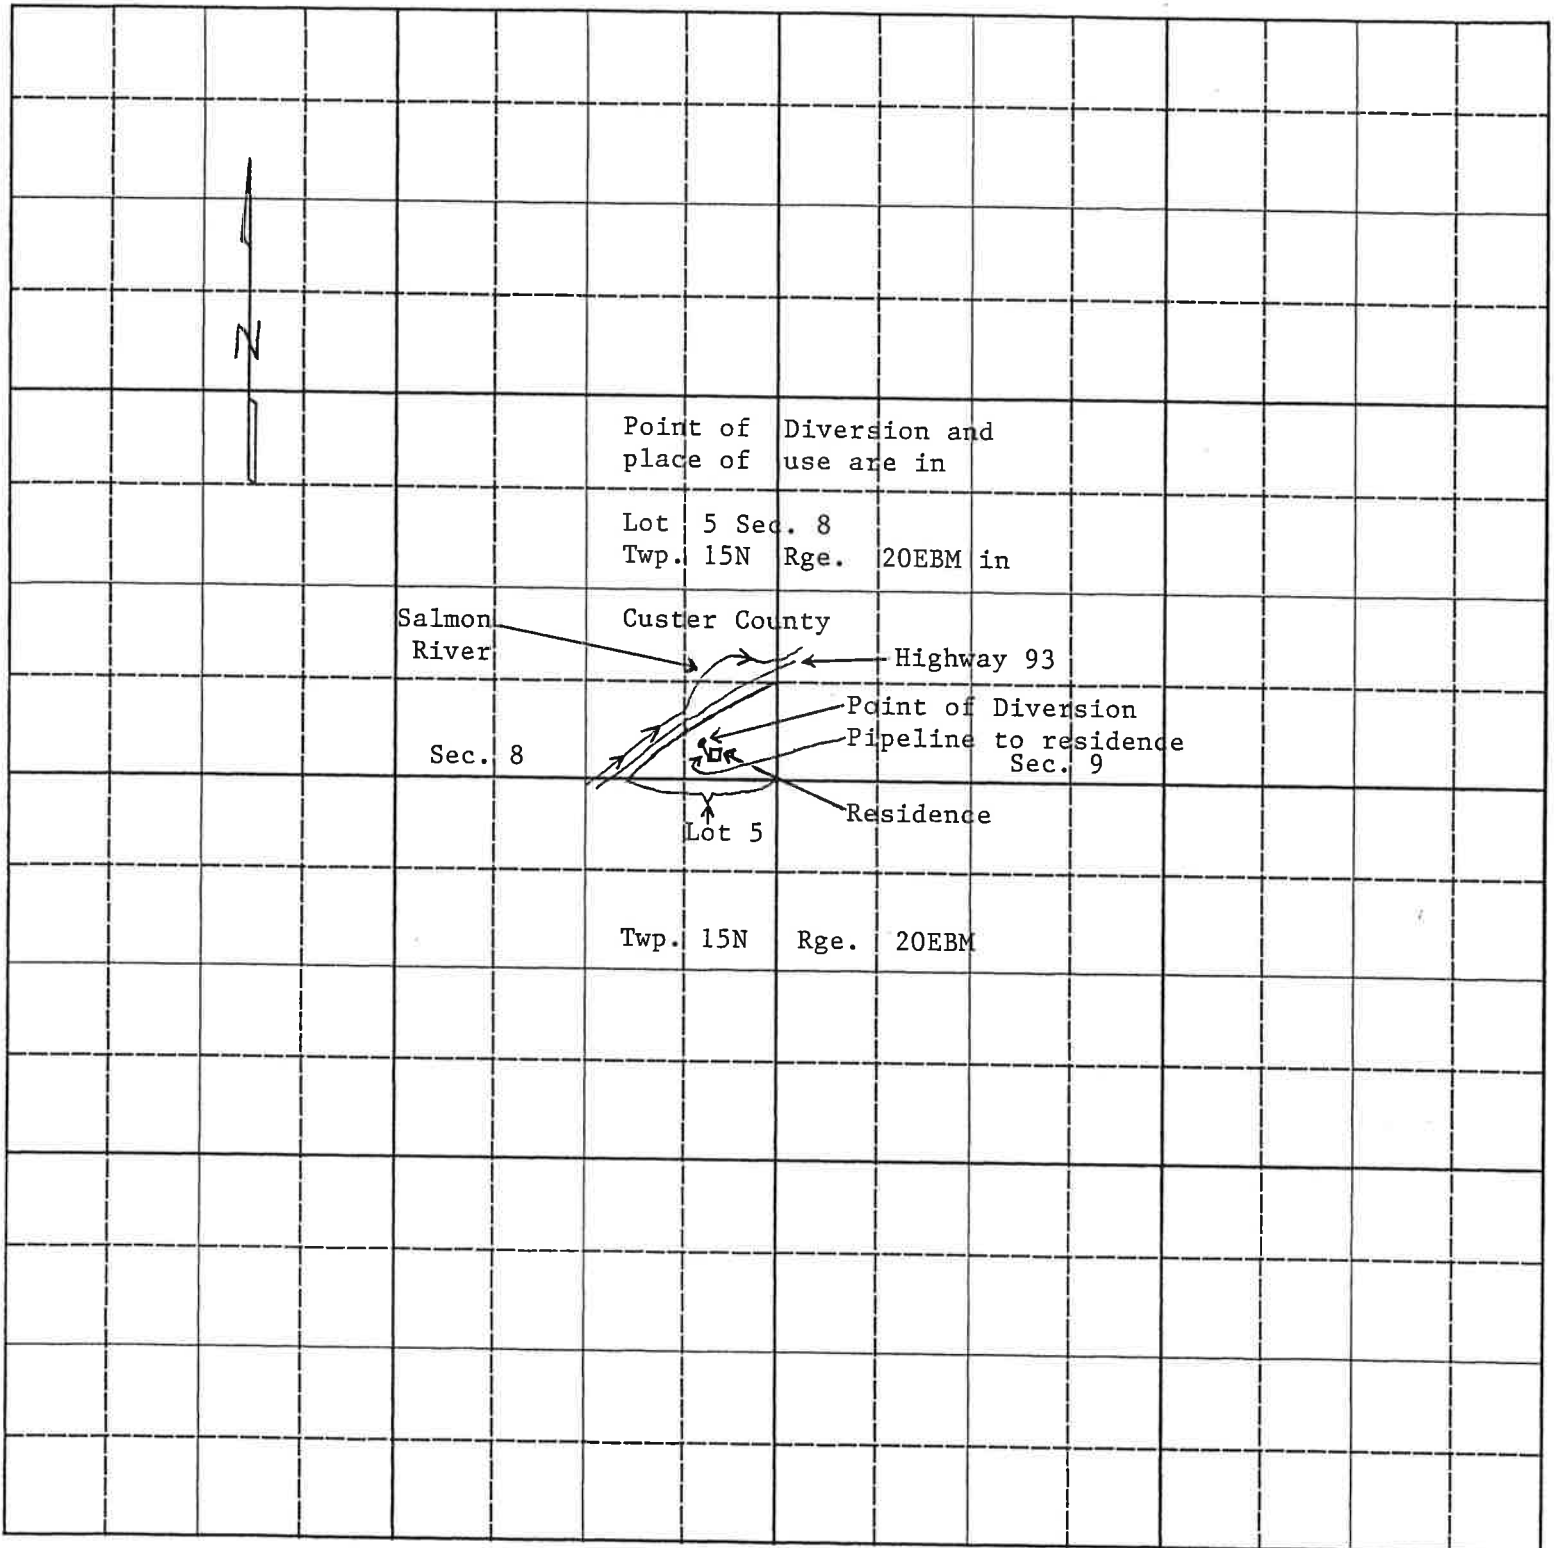 N
Point of Diversion and
place of use are in
Lot 5 Sec. 8
Twp. 15N Rge. 20EBM in
Custer County
Salmon
River
Highway 93
Point of Diversion
Pipeline to residence
Sec. 8
Sec. 9
Residence
Lot 5
Twp. 15N Rge. 20EBM